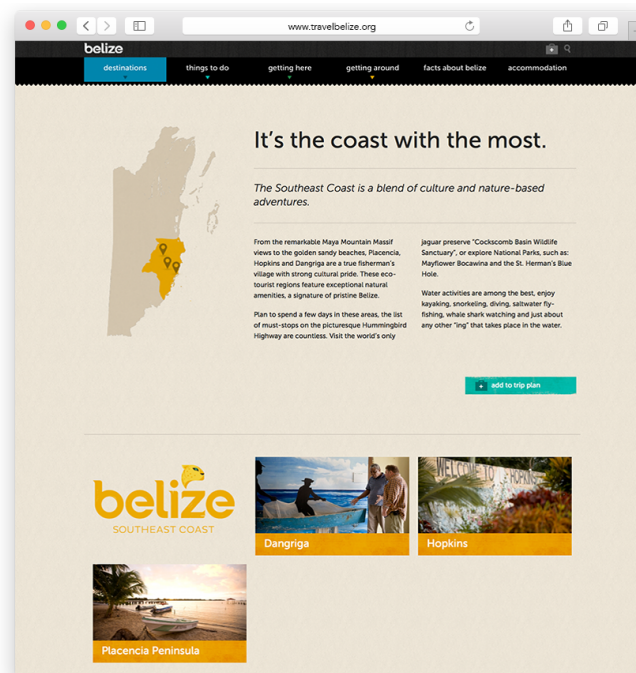 www.travelbelize.org
belize
destinations
things to do
getting here
getting around
facts about belize
accommodation
It's the coast with the most.
The Southeast Coast is a blend of culture and nature-based
adventures.
From the remarkable Maya Mountain Massif
views to the golden sandy beaches, Placencia,
Hopkins and Dangriga are a true fisherman's
village with strong cultural pride. These eco-
tourist regions feature exceptional natural
amenities, a signature of pristine Belize.
Plan to spend a few days in these areas, the list
of must-stops on the picturesque Hummingbird
Highway are countless. Visit the world's only
jaguar preserve "Cockscomb Basin Wildlife
Sanctuary", or explore National Parks, such as:
Mayflower Bocawina and the St. Herman's Blue
Hole.
Water activities are among the best, enjoy
kayaking, snorkeling, diving, saltwater fly-
fishing, whale shark watching and just about
any other "ing" that takes place in the water.
add to trip plan
belize
SOUTHEAST COAST
WELCOME TO HOPKINS
Dangriga
Hopkins
Placencia Peninsula